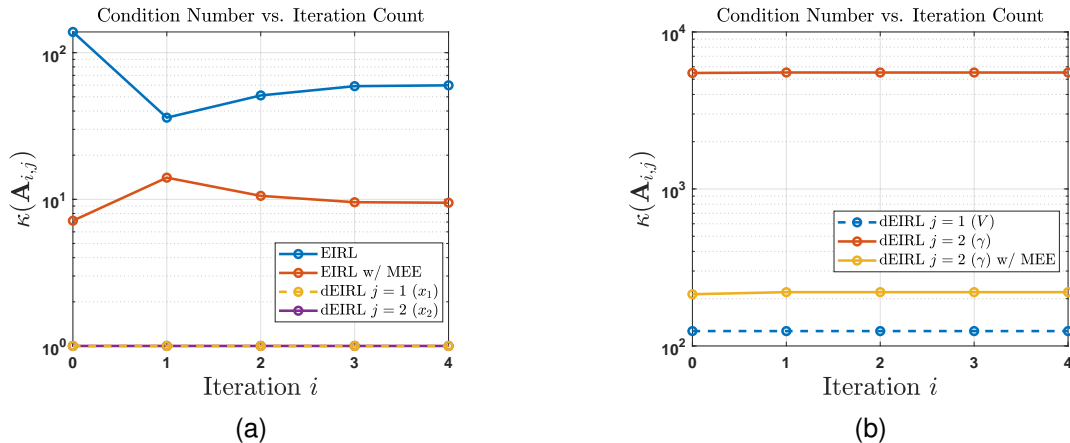 Condition Number vs. Iteration Count
κ(A_{i,j})
10^2
10^1
10^0
0 1 2 3 4
Iteration i
EIRL
EIRL w/ MEE
dEIRL j = 1 (x_1)
dEIRL j = 2 (x_2)
(a)
Condition Number vs. Iteration Count
κ(A_{i,j})
10^4
10^3
10^2
0 1 2 3 4
Iteration i
dEIRL j = 1 (V)
dEIRL j = 2 (γ)
dEIRL j = 2 (γ) w/ MEE
(b)